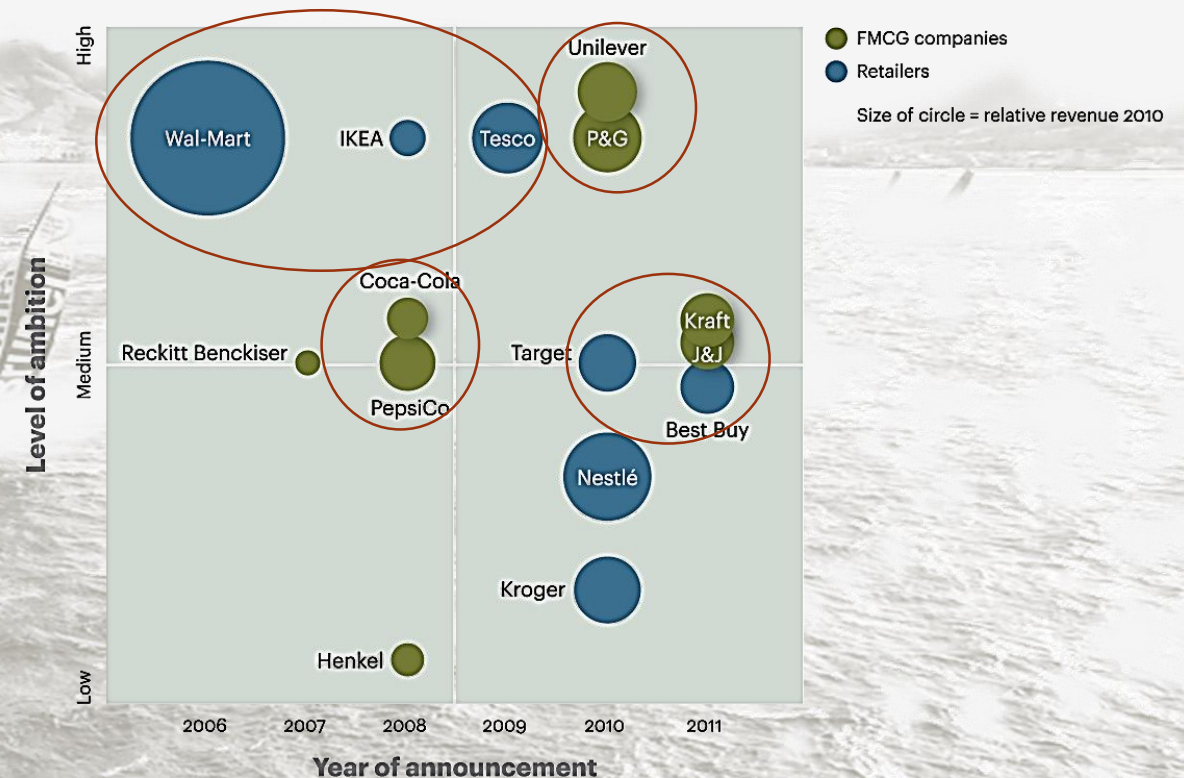 High
Medium
Low
Level of ambition
Unilever
Wal-Mart
IKEA
Tesco
P&G
Coca-Cola
Reckitt Benckiser
PepsiCo
Target
Kraft
J&J
Best Buy
Nestlé
Kroger
Henkel
2006 2007 2008 2009 2010 2011
Year of announcement
FMCG companies
Retailers
Size of circle = relative revenue 2010